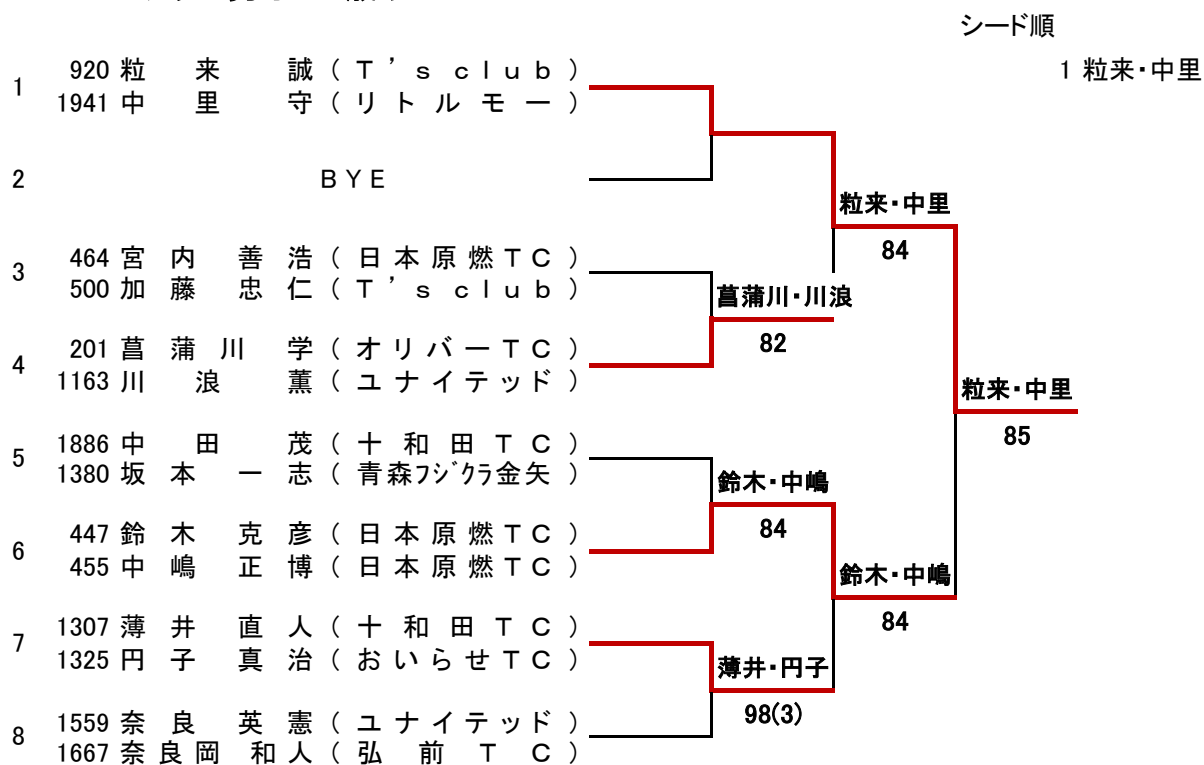 シード順
1 粒来・中里
1 920 粒来 誠 (T's club)
1941 中里 守 (リトルモー)
2 BYE
粒来・中里
84
3 464 宮内 善浩 (日本原燃TC)
500 加藤 忠仁 (T's club)
菖蒲川・川浪
82
4 201 菖蒲川 学 (オリバーTC)
1163 川浪 薫 (ユナイテッド)
粒来・中里
85
5 1886 中田 茂 (十和田TC)
1380 坂本 一志 (青森フジクラ金矢)
鈴木・中嶋
84
6 447 鈴木 克彦 (日本原燃TC)
455 中嶋 正博 (日本原燃TC)
鈴木・中嶋
84
7 1307 薄井 直人 (十和田TC)
1325 円子 真治 (おいらせTC)
薄井・円子
98(3)
8 1559 奈良 英憲 (ユナイテッド)
1667 奈良岡 和人 (弘前TC)